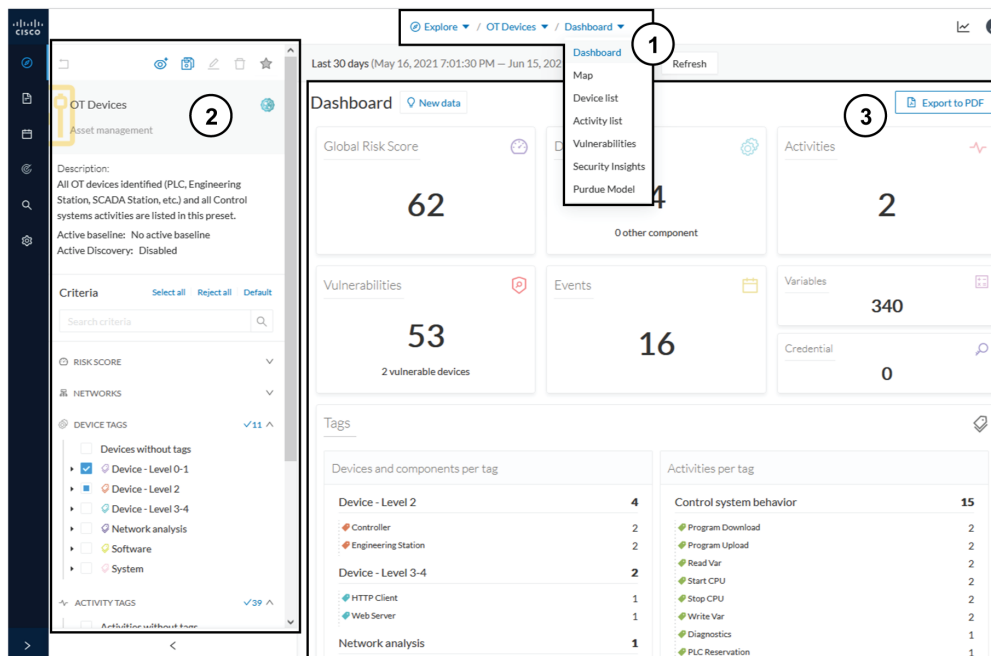 CISCO
Explore / OT Devices / Dashboard
1
Dashboard
Map
Device list
Activity list
Vulnerabilities
Security Insights
Purdue Model
OT Devices
Asset management
2
Description:
All OT devices identified (PLC, Engineering
Station, SCADA Station, etc.) and all Control
systems activities are listed in this preset.
Active baseline: No active baseline
Active Discovery: Disabled
Criteria Select all Reject all Default
Search criteria
RISK SCORE
NETWORKS
DEVICE TAGS 11
Devices without tags
Device - Level 0-1
Device - Level 2
Device - Level 3-4
Network analysis
Software
System
ACTIVITY TAGS 39
Activities without tags
Last 30 days (May 16, 2021 7:01:30 PM — Jun 15, 202
Refresh
Dashboard New data
3
Export to PDF
Global Risk Score
62
D
4
0 other component
Activities
2
Vulnerabilities
53
2 vulnerable devices
Events
16
Variables
340
Credential
0
Tags
Devices and components per tag
Device - Level 2 4
Controller 2
Engineering Station 2
Device - Level 3-4 2
HTTP Client 1
Web Server 1
Network analysis 1
Activities per tag
Control system behavior 15
Program Download 2
Program Upload 2
Read Var 2
Start CPU 2
Stop CPU 2
Write Var 2
Diagnostics 1
PLC Reservation 1